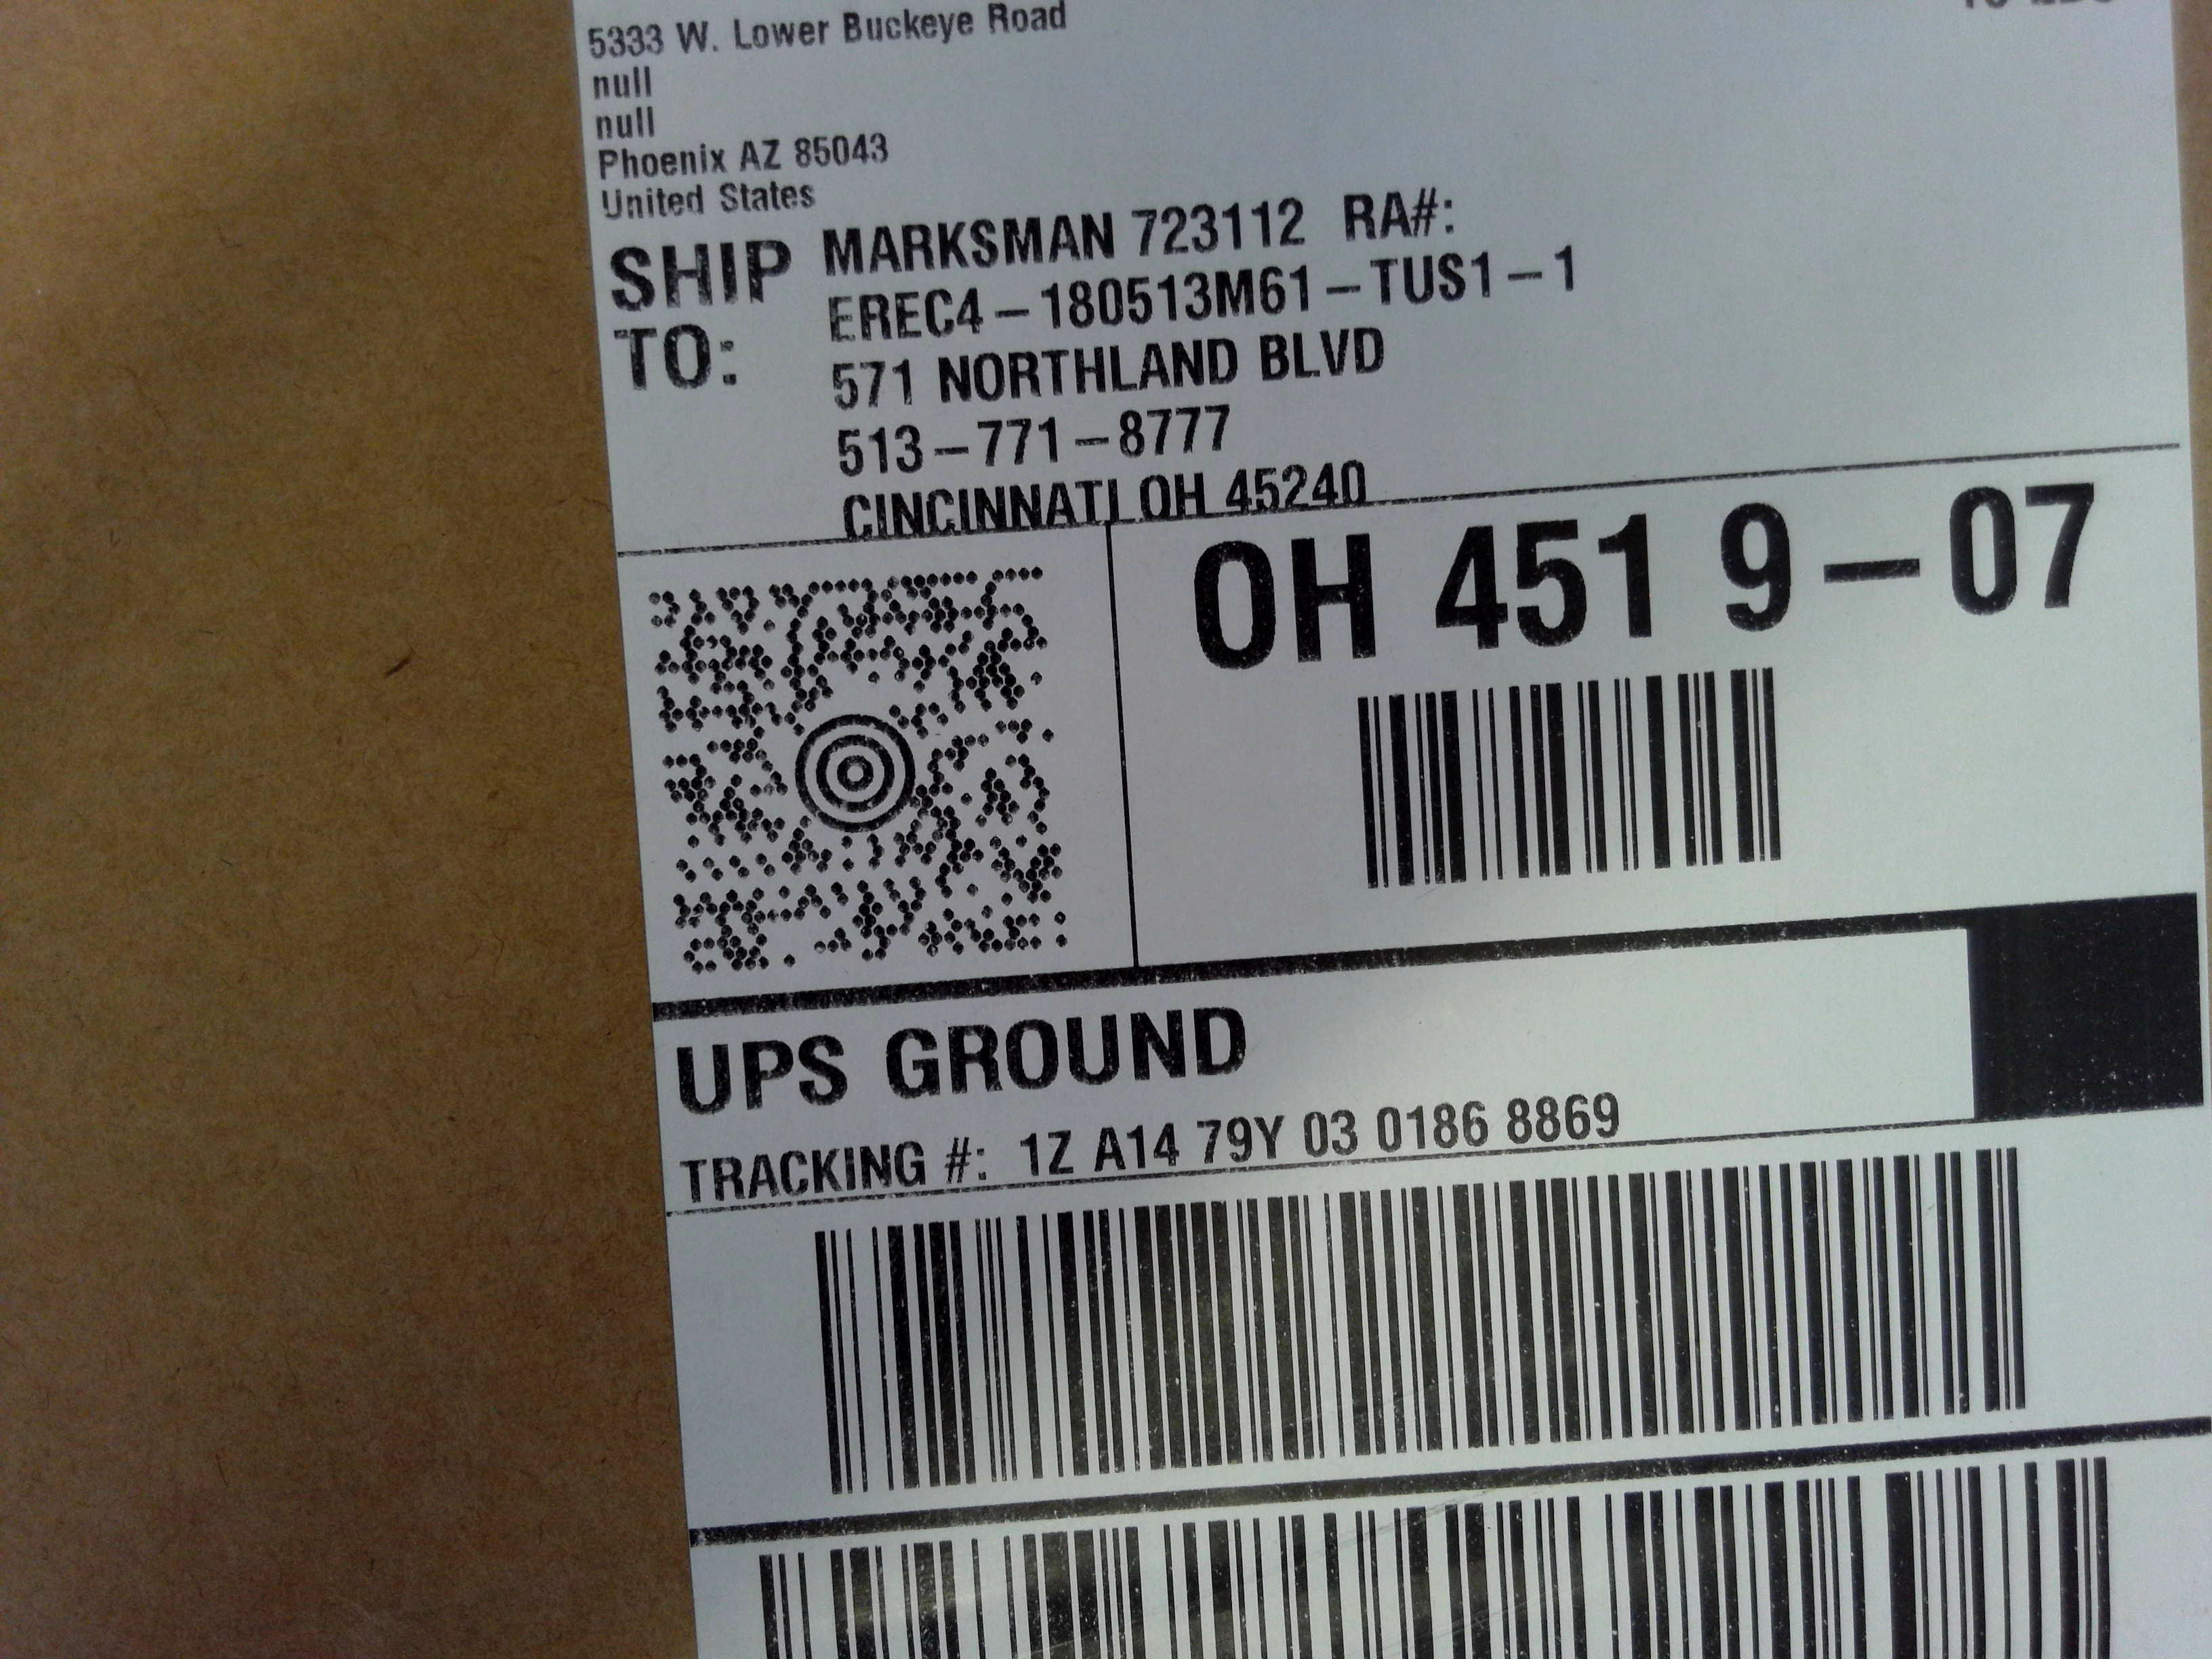 5333 W. Lower Buckeye Road
null
null
Phoenix AZ 85043
United States
SHIP TO:
MARKSMAN 723112 RA#:
EREC4-180513M61-TUS1-1
571 NORTHLAND BLVD
513-771-8777
CINCINNATI OH 45240
OH 451 9-07
UPS GROUND
TRACKING #: 1Z A14 79Y 03 0186 8869